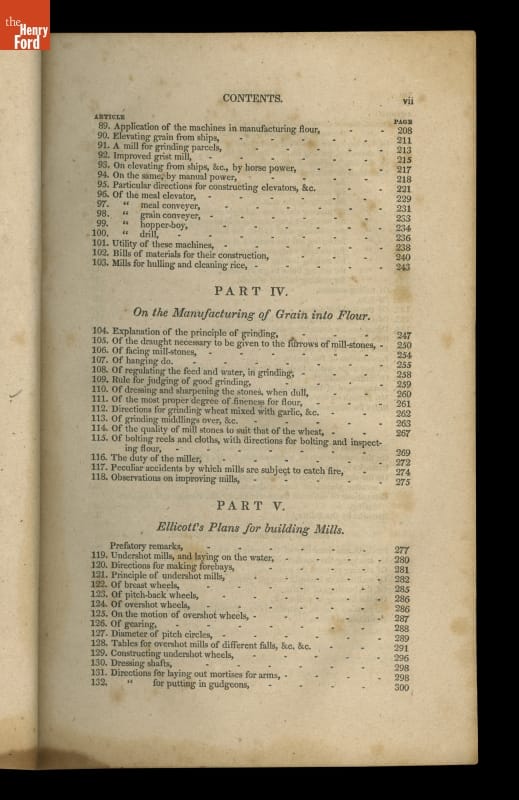 the
Henry
Ford
CONTENTS. vii
ARTICLE PAGE
89. Application of the machines in manufacturing flour, - - 208
90. Elevating grain from ships, - - - - - - 211
91. A mill for grinding parcels, - - - - - - 213
92. Improved grist mill, - - - - - - - 215
93. On elevating from ships, &c., by horse power, - - - 217
94. On the same, by manual power, - - - - - 218
95. Particular directions for constructing elevators, &c. - - 221
96. Of the meal elevator, - - - - - - - 229
97. “ meal conveyer, - - - - - - 231
98. “ grain conveyer, - - - - - - 233
99. “ hopper-boy, - - - - - - 234
100. “ drill, - - - - - - - 236
101. Utility of these machines, - - - - - - 238
102. Bills of materials for their construction, - - - - 240
103. Mills for hulling and cleaning rice, - - - - - 243
PART IV.
On the Manufacturing of Grain into Flour.
104. Explanation of the principle of grinding, - - - 247
105. Of the draught necessary to be given to the furrows of mill-stones, - 250
106. Of facing mill-stones, - - - - - - - 254
107. Of hanging do. - - - - - - - 255
108. Of regulating the feed and water, in grinding, - - - 258
109. Rule for judging of good grinding, - - - - 259
110. Of dressing and sharpening the stones, when dull, - - 260
111. Of the most proper degree of fineness for flour, - - - 261
112. Directions for grinding wheat mixed with garlic, &c. - - 262
113. Of grinding middlings over, &c. - - - - - 263
114. Of the quality of mill stones to suit that of the wheat, - - 267
115. Of bolting reels and cloths, with directions for bolting and inspect-
ing flour, - - - - - - - - 269
116. The duty of the miller, - - - - - - 272
117. Peculiar accidents by which mills are subject to catch fire, - 274
118. Observations on improving mills, - - - - - 275
PART V.
Ellicott's Plans for building Mills.
Prefatory remarks, - - - - - - - 277
119. Undershot mills, and laying on the water, - - - - 280
120. Directions for making forebays, - - - - - 281
121. Principle of undershot mills, - - - - - 282
122. Of breast wheels, - - - - - - - 285
123. Of pitch-back wheels, - - - - - - 286
124. Of overshot wheels, - - - - - - - 286
125. On the motion of overshot wheels, - - - - - 287
126. Of gearing, - - - - - - - - 288
127. Diameter of pitch circles, - - - - - - 289
128. Tables for overshot mills of different falls, &c. &c. - - 291
129. Constructing undershot wheels, - - - - - 296
130. Dressing shafts, - - - - - - - 298
131. Directions for laying out mortises for arms, - - - - 298
132. “ for putting in gudgeons, - - - - 300